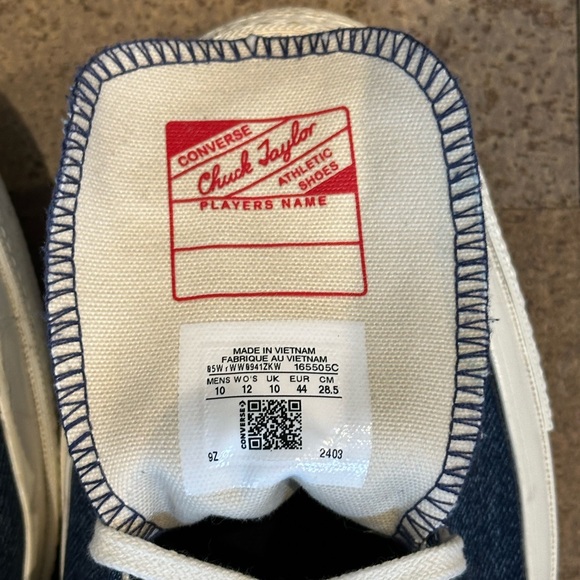 CONVERSE
Chuck Taylor
ATHLETIC
SHOES
PLAYERS NAME
MADE IN VIETNAM
FABRIQUE AU VIETNAM
165505C
MENS WO'S UK EUR CM
10 12 10 44 28.5
CONVERSE
9Z 2403